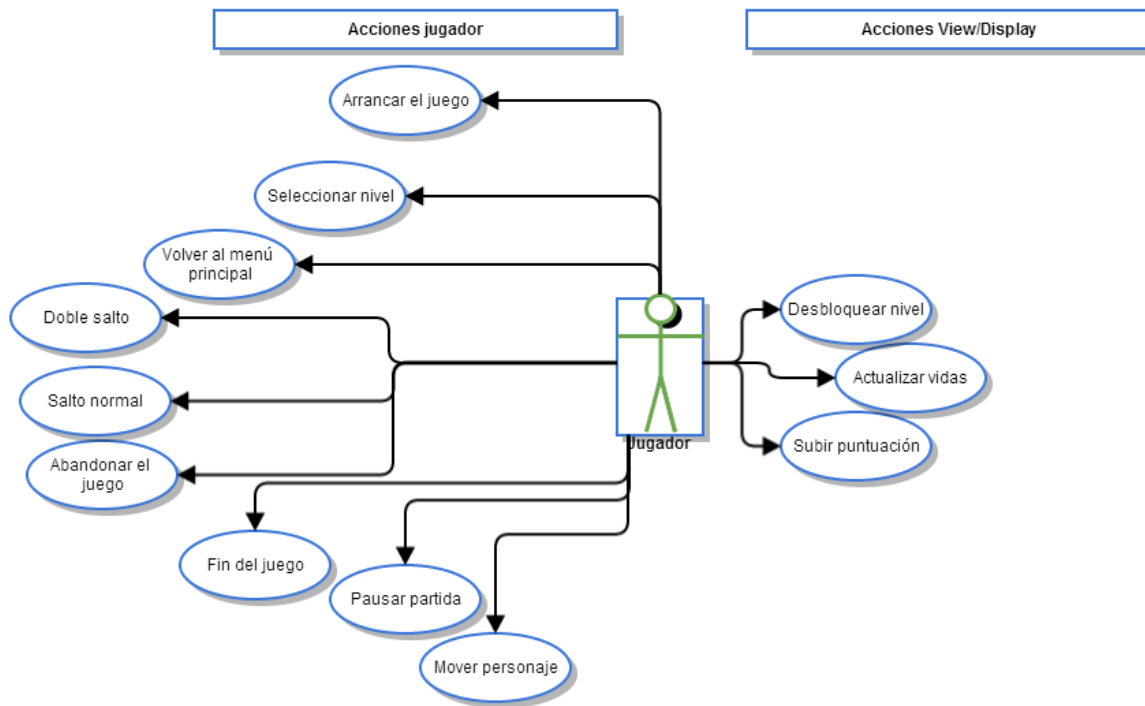 Acciones jugador
Acciones View/Display
Arrancar el juego
Seleccionar nivel
Volver al menú
principal
Doble salto
Salto normal
Abandonar el
juego
Fin del juego
Pausar partida
Mover personaje
Jugador
Desbloquear nivel
Actualizar vidas
Subir puntuación